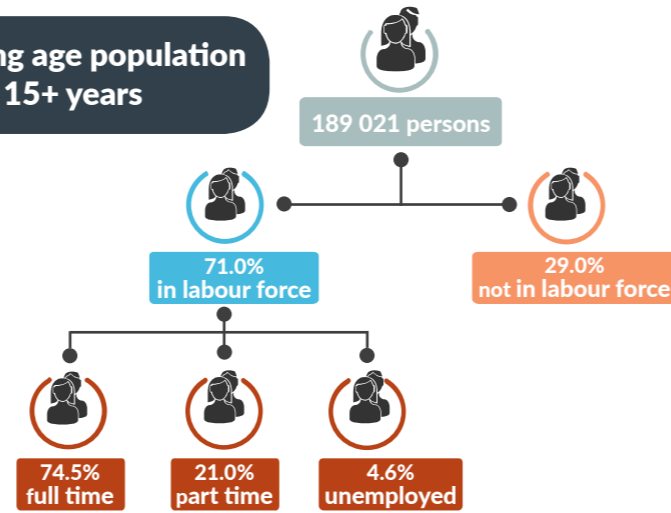 ng age population
15+ years
189 021 persons
71.0%
in labour force
29.0%
not in labour force
74.5%
full time
21.0%
part time
4.6%
unemployed